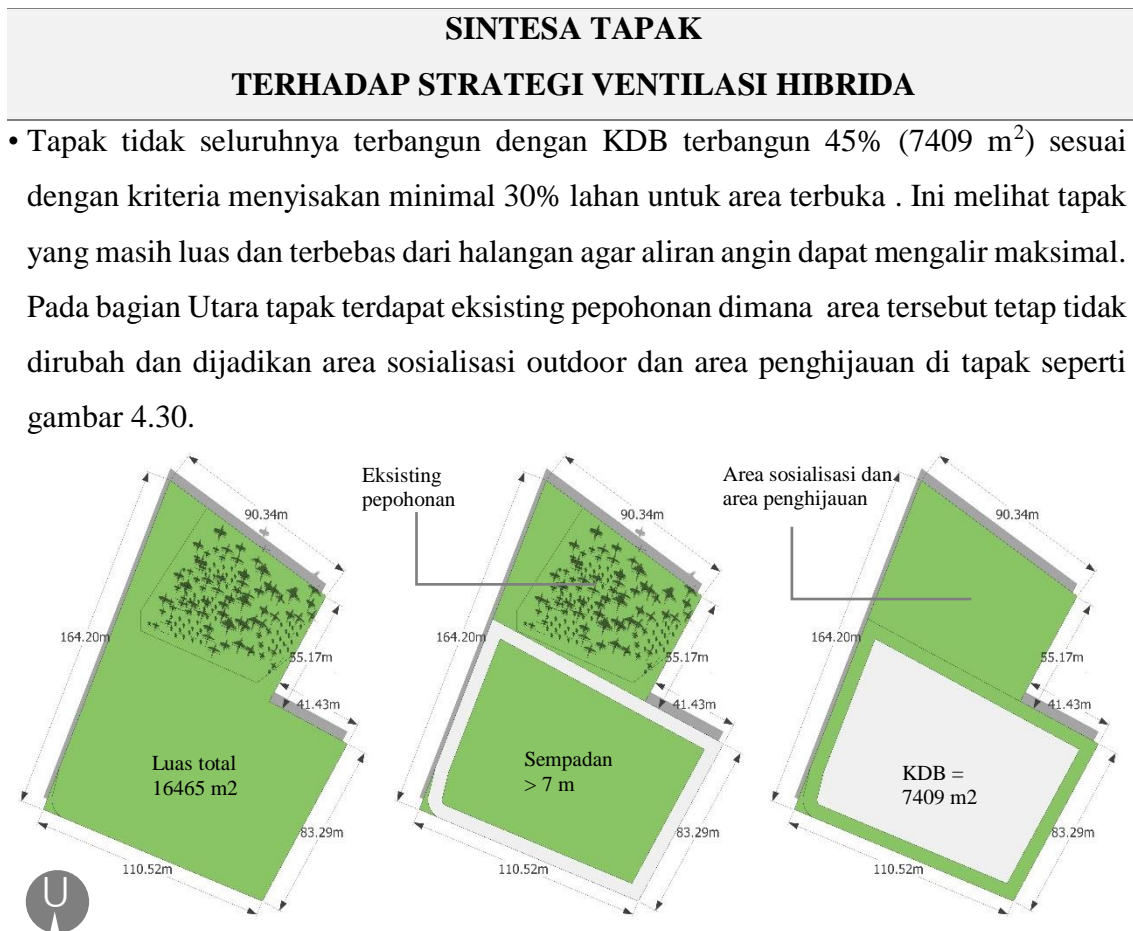 SINTESA TAPAK
TERHADAP STRATEGI VENTILASI HIBRIDA
• Tapak tidak seluruhnya terbangun dengan KDB terbangun 45% (7409 m²) sesuai
dengan kriteria menyisakan minimal 30% lahan untuk area terbuka . Ini melihat tapak
yang masih luas dan terbebas dari halangan agar aliran angin dapat mengalir maksimal.
Pada bagian Utara tapak terdapat eksisting pepohonan dimana area tersebut tetap tidak
dirubah dan dijadikan area sosialisasi outdoor dan area penghijauan di tapak seperti
gambar 4.30.
90.34m
164.20m
55.17m
41.43m
Luas total
16465 m2
83.29m
110.52m
U
Eksisting
pepohonan
90.34m
164.20m
55.17m
41.43m
Sempadan
> 7 m
83.29m
110.52m
Area sosialisasi dan
area penghijauan
90.34m
164.20m
55.17m
41.43m
KDB =
7409 m2
83.29m
110.52m